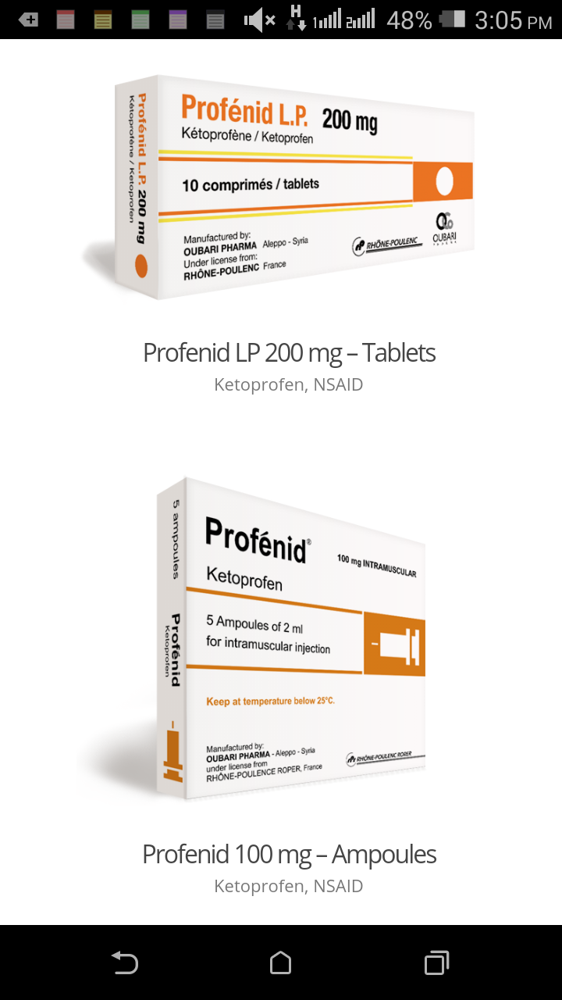 H
1
2
48%
3:05 PM
Profénid L.P. 200 mg
Kétoprofène / Ketoprofen
Profénid L.P. 200 mg
Kétoprofène / Ketoprofen
10 comprimés / tablets
Manufactured by:
OUBARI PHARMA Aleppo - Syria
Under license from:
RHÔNE-POULENC France
RHÔNE-POULENC
OUBARI
Profenid LP 200 mg – Tablets
Ketoprofen, NSAID
5 ampoules
Profénid
Ketoprofen
Profénid®
100 mg INTRAMUSCULAR
Ketoprofen
5 Ampoules of 2 ml
for intramuscular injection
Keep at temperature below 25°C.
Manufactured by:
OUBARI PHARMA - Aleppo - Syria
under license from
RHÔNE-POULENCE ROPER, France
RHÔNE-POULENC RORER
Profenid 100 mg – Ampoules
Ketoprofen, NSAID